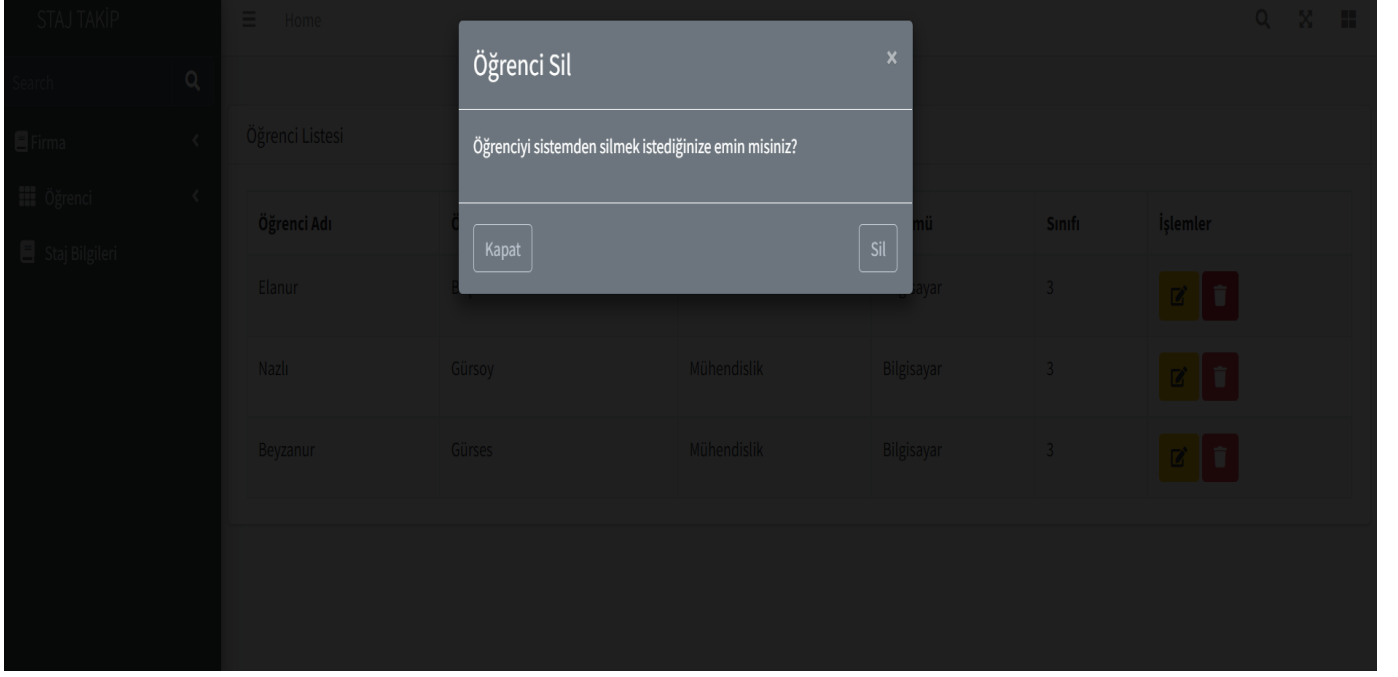 STAJ TAKİP
Home
Search
Firma
Öğrenci
Staj Bilgileri
Öğrenci Sil
×
Öğrenciyi sistemden silmek istediğinize emin misiniz?
Kapat
Sil
Öğrenci Listesi
Öğrenci Adı Sınıfı İşlemler
Elanur 3
Nazlı Gürsoy Mühendislik Bilgisayar 3
Beyzanur Gürses Mühendislik Bilgisayar 3